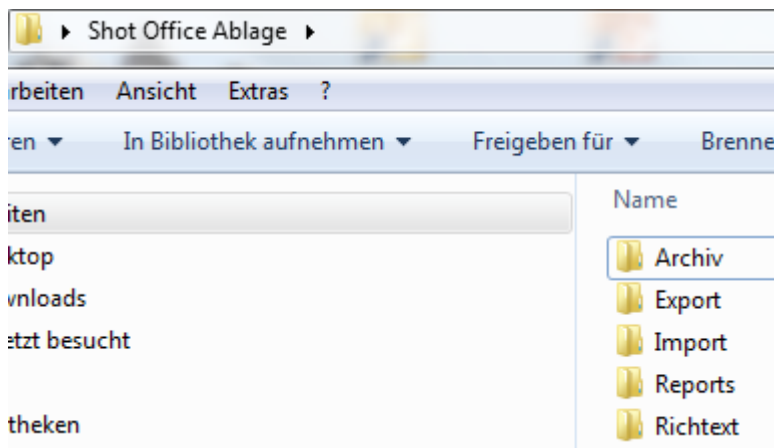 Shot Office Ablage
rbeiten Ansicht Extras ?
ren In Bibliothek aufnehmen Freigeben für Brenne
Name
iten
ktop
wnloads
etzt besucht
theken
Archiv
Export
Import
Reports
Richtext